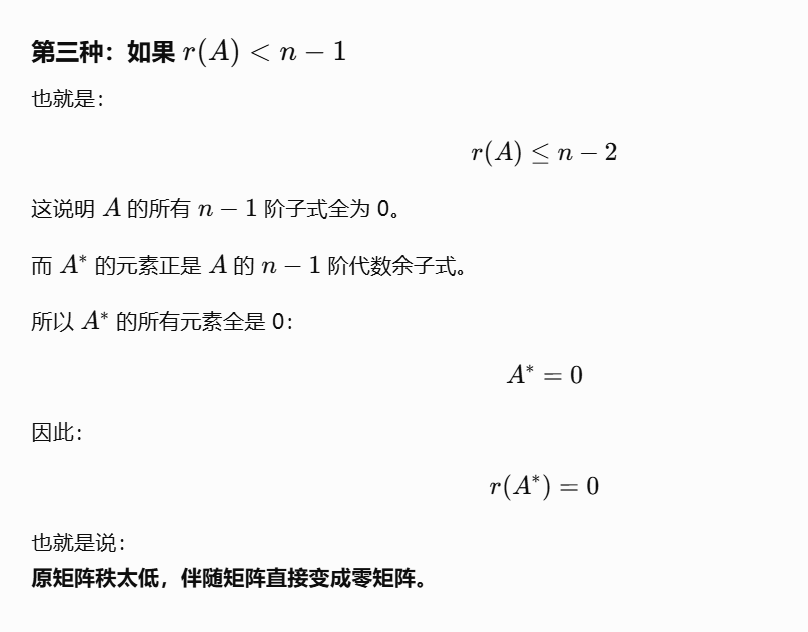 第三种：如果 r(A) < n − 1
也就是：
r(A) ≤ n − 2
这说明 A 的所有 n − 1 阶子式全为 0。
而 A* 的元素正是 A 的 n − 1 阶代数余子式。
所以 A* 的所有元素全是 0：
A* = 0
因此：
r(A*) = 0
也就是说：
原矩阵秩太低，伴随矩阵直接变成零矩阵。